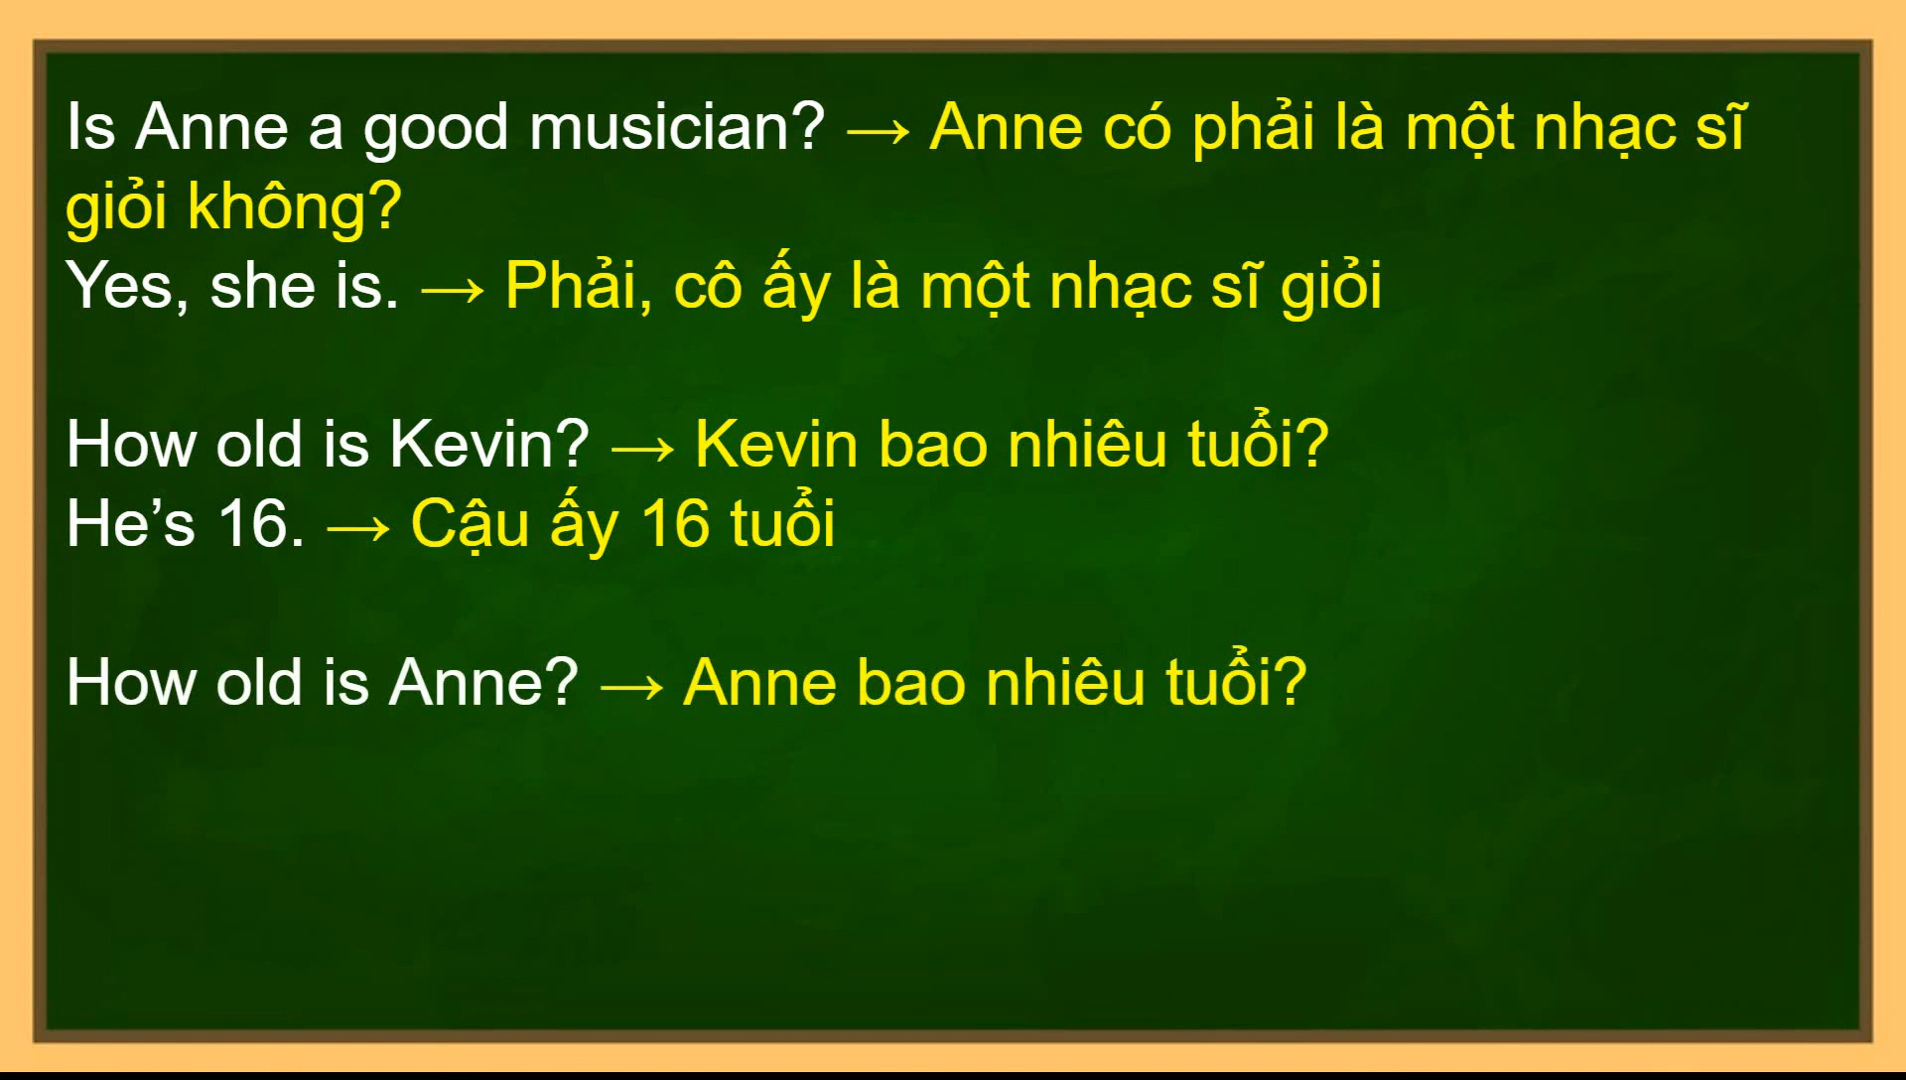 Is Anne a good musician? → Anne có phải là một nhạc sĩ
giỏi không?
Yes, she is. → Phải, cô ấy là một nhạc sĩ giỏi
How old is Kevin? → Kevin bao nhiêu tuổi?
He’s 16. → Cậu ấy 16 tuổi
How old is Anne? → Anne bao nhiêu tuổi?